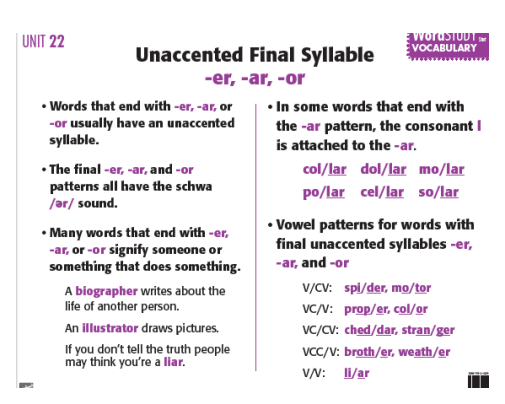 UNIT 22
WordSTUDY
VOCABULARY
Unaccented Final Syllable
-er, -ar, -or
• Words that end with -er, -ar, or
-or usually have an unaccented
syllable.
• The final -er, -ar, and -or
patterns all have the schwa
/ər/ sound.
• Many words that end with -er,
-ar, or -or signify someone or
something that does something.
A biographer writes about the
life of another person.
An illustrator draws pictures.
If you don't tell the truth people
may think you're a liar.
• In some words that end with
the -ar pattern, the consonant l
is attached to the -ar.
col/lar dol/lar mo/lar
po/lar cel/lar so/lar
• Vowel patterns for words with
final unaccented syllables -er,
-ar, and -or
V/CV: spi/der, mo/tor
VC/V: prop/er, col/or
VC/CV: ched/dar, stran/ger
VCC/V: broth/er, weath/er
V/V: li/ar